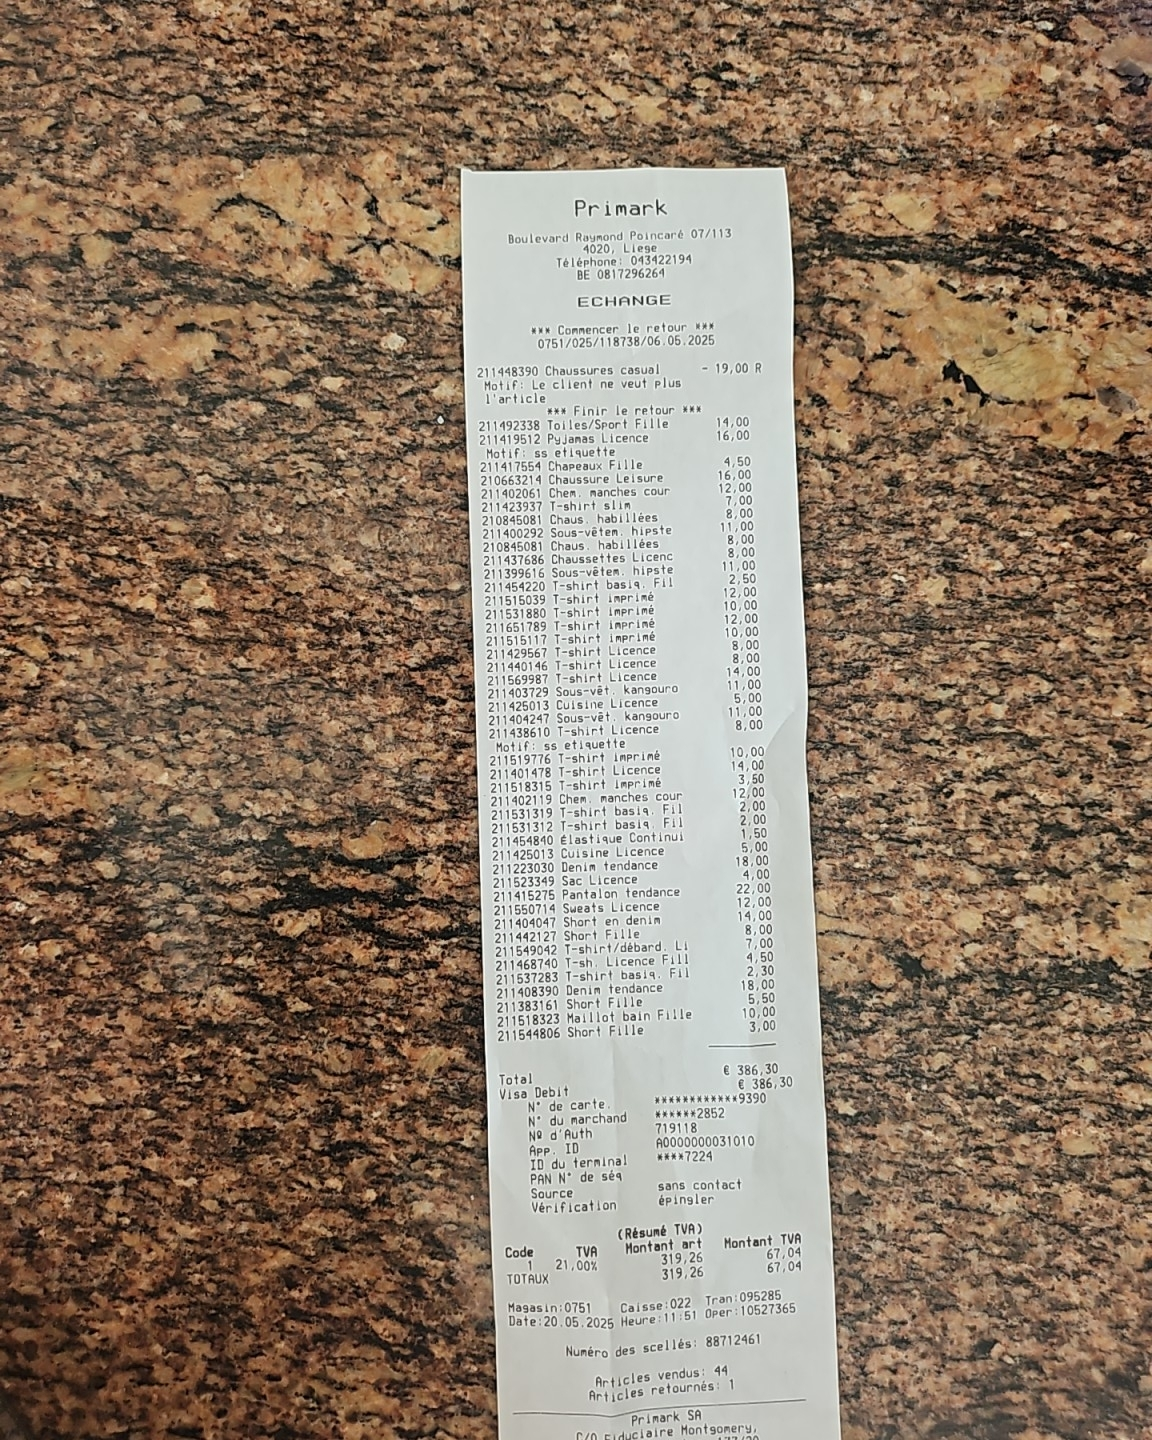 Primark
Boulevard Raymond Poincaré 07/113
4020, Liege
Téléphone: 043422194
BE 0817296264
ECHANGE
*** Commencer le retour ***
0751/025/118738/06.05.2025
211448390 Chaussures casual - 19,00 R
Motif: Le client ne veut plus
l'article
*** Finir le retour ***
211492338 Toiles/Sport Fille 14,00
211419512 Pyjamas Licence 16,00
Motif: ss etiquette
211417554 Chapeaux Fille 4,50
210663214 Chaussure Leisure 16,00
211402061 Chem. manches cour 12,00
211423937 T-shirt slim 7,00
210845081 Chaus. habillées 8,00
211400292 Sous-vêtem. hipste 11,00
210845081 Chaus. habillées 8,00
211437686 Chaussettes Licenc 8,00
211399616 Sous-vêtem. hipste 11,00
211454220 T-shirt basiq. Fil 2,50
211515039 T-shirt imprimé 12,00
211531880 T-shirt imprimé 10,00
211651789 T-shirt imprimé 12,00
211515117 T-shirt imprimé 10,00
211429567 T-shirt Licence 8,00
211440146 T-shirt Licence 8,00
211569987 T-shirt Licence 14,00
211403729 Sous-vêt. kangouro 11,00
211425013 Cuisine Licence 5,00
211404247 Sous-vêt. kangouro 11,00
211438610 T-shirt Licence 8,00
Motif: ss etiquette
211519776 T-shirt imprimé 10,00
211401478 T-shirt Licence 14,00
211518315 T-shirt imprimé 3,50
211402119 Chem. manches cour 12,00
211531319 T-shirt basiq. Fil 2,00
211531312 T-shirt basiq. Fil 2,00
211454840 Élastique Continui 1,50
211425013 Cuisine Licence 5,00
211223030 Denim tendance 18,00
211523349 Sac Licence 4,00
211415275 Pantalon tendance 22,00
211550714 Sweats Licence 12,00
211404047 Short en denim 14,00
211442127 Short Fille 8,00
211549042 T-shirt/débard. Li 7,00
211468740 T-sh. Licence Fill 4,50
211537283 T-shirt basiq. Fil 2,30
211408390 Denim tendance 18,00
211383161 Short Fille 5,50
211518323 Maillot bain Fille 10,00
211544806 Short Fille 3,00
Total € 386,30
Visa Debit € 386,30
N° de carte. ************9390
N° du marchand ******2852
Nº d'Auth 719118
App. ID A0000000031010
ID du terminal ****7224
PAN N° de séq
Source sans contact
Vérification épingler
(Résumé TVA)
Code TVA Montant art Montant TVA
1 21,00% 319,26 67,04
TOTAUX 319,26 67,04
Magasin:0751 Caisse:022 Tran:095285
Date:20.05.2025 Heure:11:51 Oper:10527365
Numéro des scellés: 88712461
Articles vendus: 44
Articles retournés: 1
Primark SA
C/O Fiduciaire Montgomery,